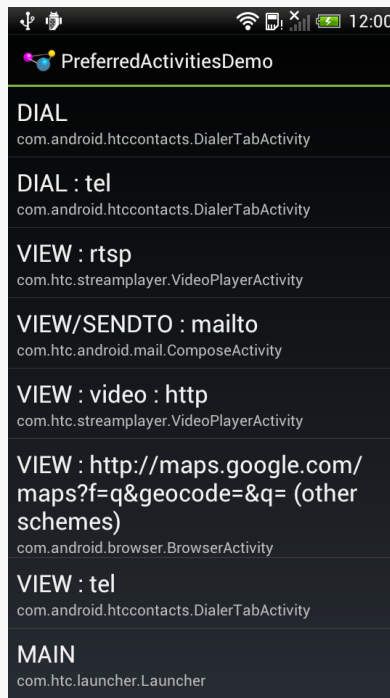 12:00
PreferredActivitiesDemo
DIAL
com.android.htccontacts.DialerTabActivity
DIAL : tel
com.android.htccontacts.DialerTabActivity
VIEW : rtsp
com.htc.streamplayer.VideoPlayerActivity
VIEW/SENDTO : mailto
com.htc.android.mail.ComposeActivity
VIEW : video : http
com.htc.streamplayer.VideoPlayerActivity
VIEW : http://maps.google.com/
maps?f=q&geocode=&q= (other
schemes)
com.android.browser.BrowserActivity
VIEW : tel
com.android.htccontacts.DialerTabActivity
MAIN
com.htc.launcher.Launcher